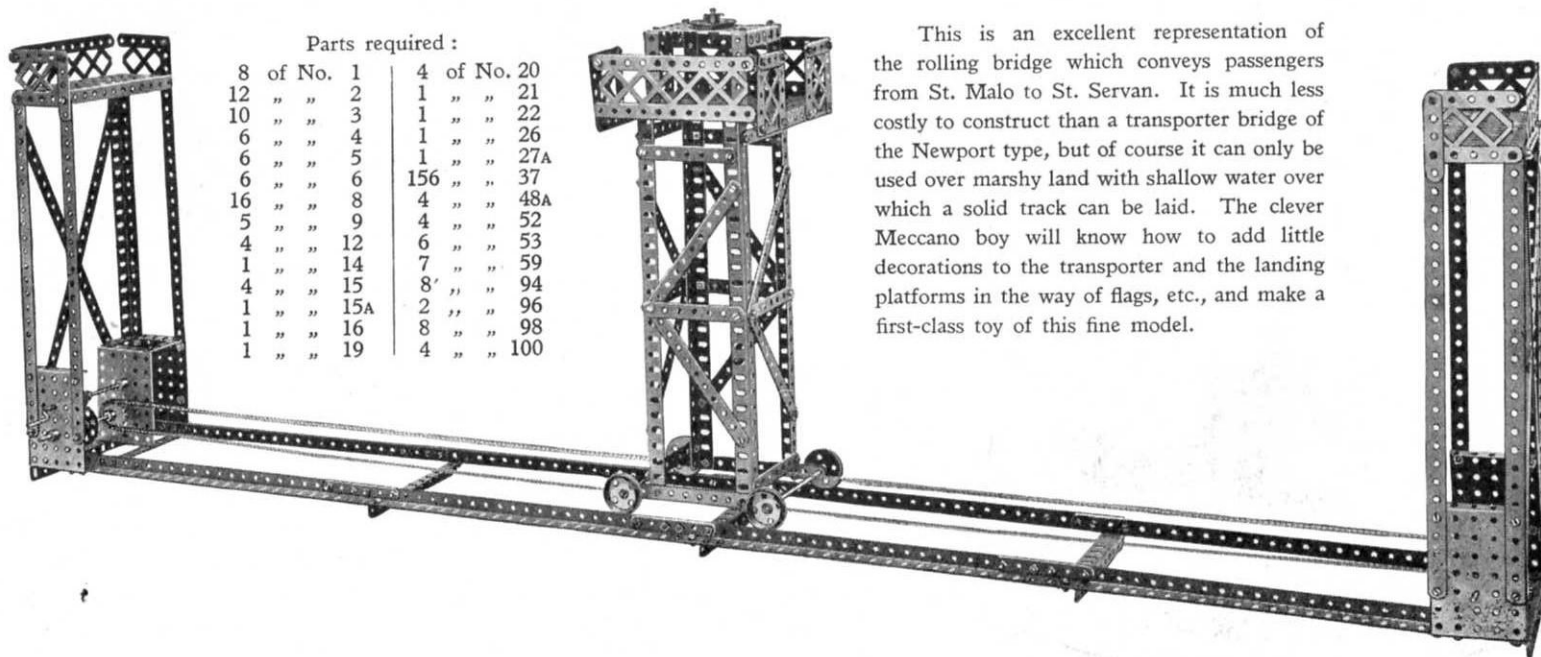 Parts required :
8 of No. 1 | 4 of No. 20
12 „ „ 2 | 1 „ „ 21
10 „ „ 3 | 1 „ „ 22
6 „ „ 4 | 1 „ „ 26
6 „ „ 5 | 1 „ „ 27A
6 „ „ 6 | 156 „ „ 37
16 „ „ 8 | 4 „ „ 48A
5 „ „ 9 | 4 „ „ 52
4 „ „ 12 | 6 „ „ 53
1 „ „ 14 | 7 „ „ 59
4 „ „ 15 | 8 „ „ 94
1 „ „ 15A | 2 „ „ 96
1 „ „ 16 | 8 „ „ 98
1 „ „ 19 | 4 „ „ 100
This is an excellent representation of
the rolling bridge which conveys passengers
from St. Malo to St. Servan. It is much less
costly to construct than a transporter bridge of
the Newport type, but of course it can only be
used over marshy land with shallow water over
which a solid track can be laid. The clever
Meccano boy will know how to add little
decorations to the transporter and the landing
platforms in the way of flags, etc., and make a
first-class toy of this fine model.